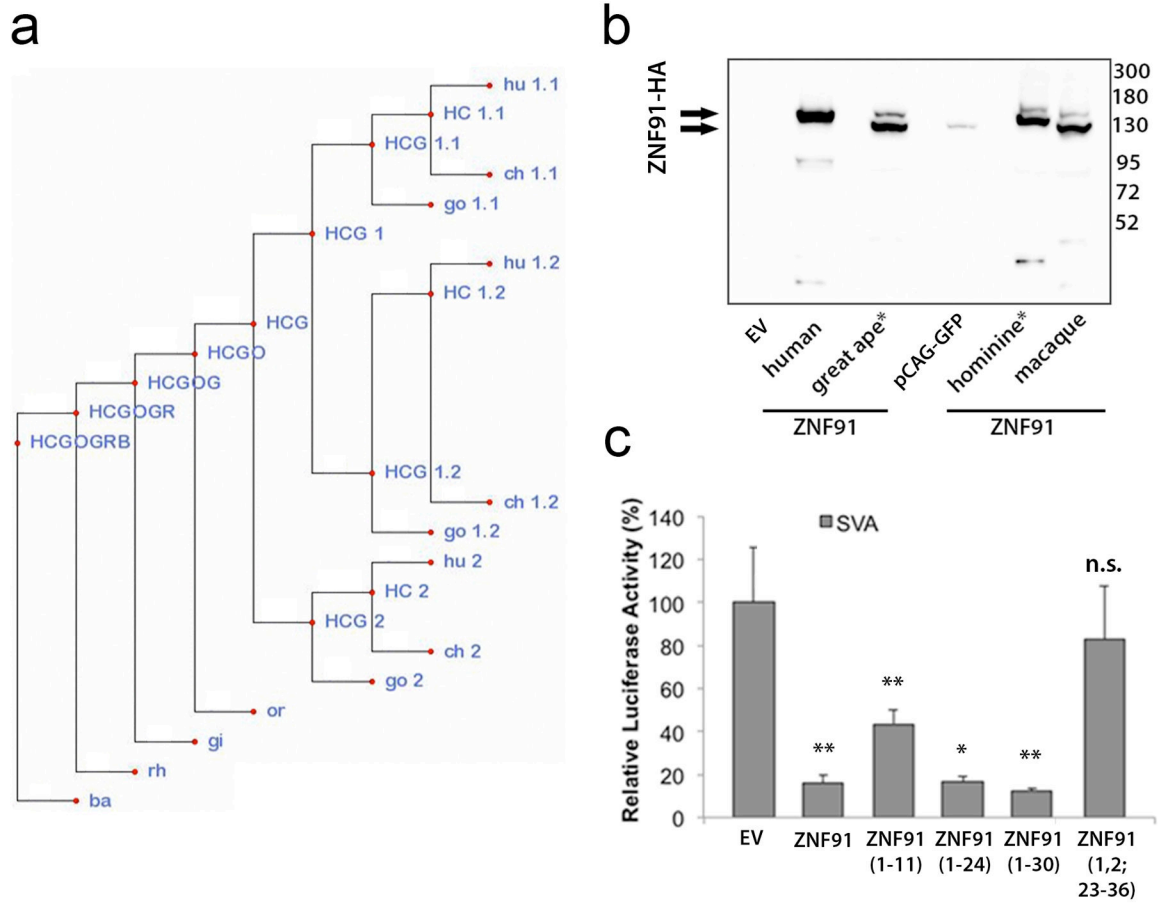 a
hu 1.1
HC 1.1
HCG 1.1
ch 1.1
go 1.1
HCG 1
hu 1.2
HC 1.2
HCG
HCGO
HCGOG
HCGOGR
HCGOGRB
HCG 1.2
ch 1.2
go 1.2
hu 2
HC 2
HCG 2
ch 2
go 2
or
gi
rh
ba
b
ZNF91-HA
300
180
130
95
72
52
EV
human
great ape*
pCAG-GFP
hominine*
macaque
ZNF91
ZNF91
c
Relative Luciferase Activity (%)
SVA
140
120
100
80
60
40
20
0
**
**
*
**
n.s.
EV
ZNF91
ZNF91
(1-11)
ZNF91
(1-24)
ZNF91
(1-30)
ZNF91
(1,2;
23-36)